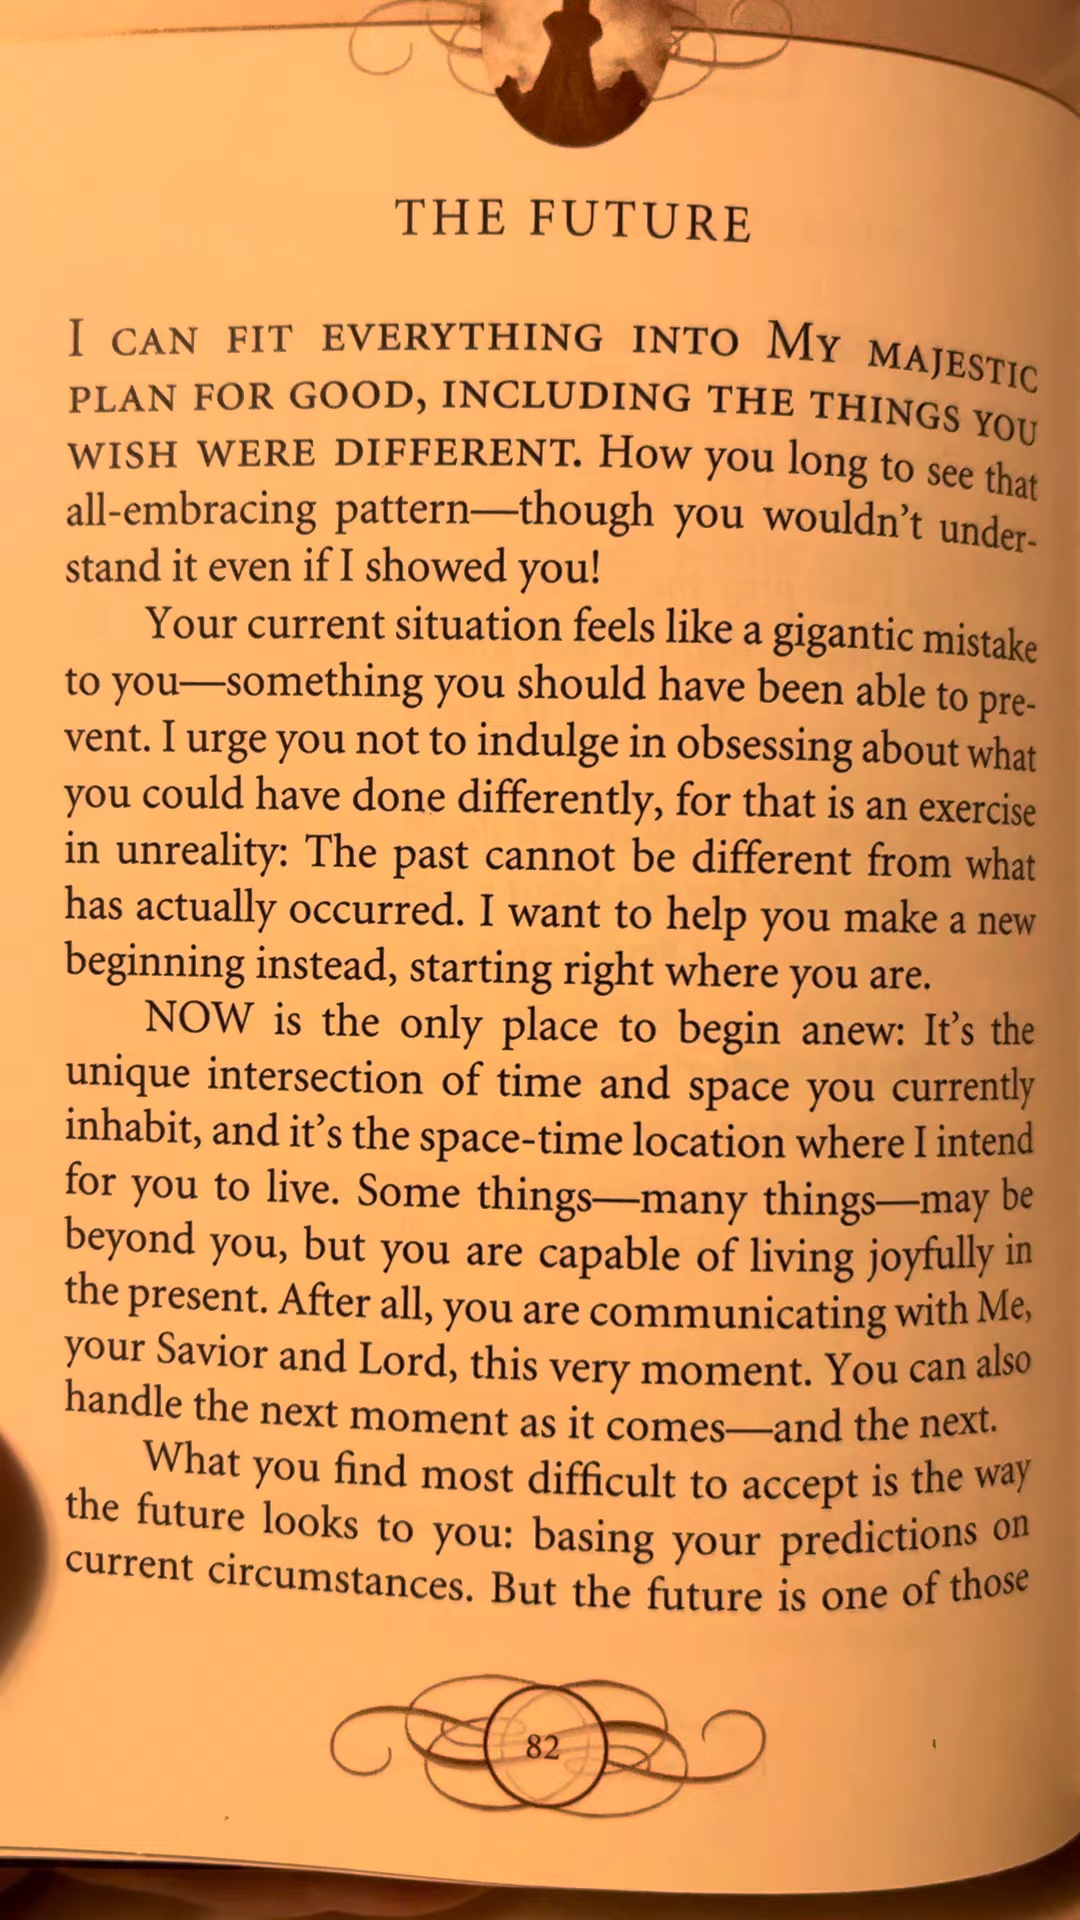 THE FUTURE
I CAN FIT EVERYTHING INTO MY MAJESTIC
PLAN FOR GOOD, INCLUDING THE THINGS YOU
WISH WERE DIFFERENT. How you long to see that
all-embracing pattern—though you wouldn't under-
stand it even if I showed you!
Your current situation feels like a gigantic mistake
to you—something you should have been able to pre-
vent. I urge you not to indulge in obsessing about what
you could have done differently, for that is an exercise
in unreality: The past cannot be different from what
has actually occurred. I want to help you make a new
beginning instead, starting right where you are.
NOW is the only place to begin anew: It's the
unique intersection of time and space you currently
inhabit, and it's the space-time location where I intend
for you to live. Some things—many things—may be
beyond you, but you are capable of living joyfully in
the present. After all, you are communicating with Me,
your Savior and Lord, this very moment. You can also
handle the next moment as it comes—and the next.
What you find most difficult to accept is the way
the future looks to you: basing your predictions on
current circumstances. But the future is one of those
82